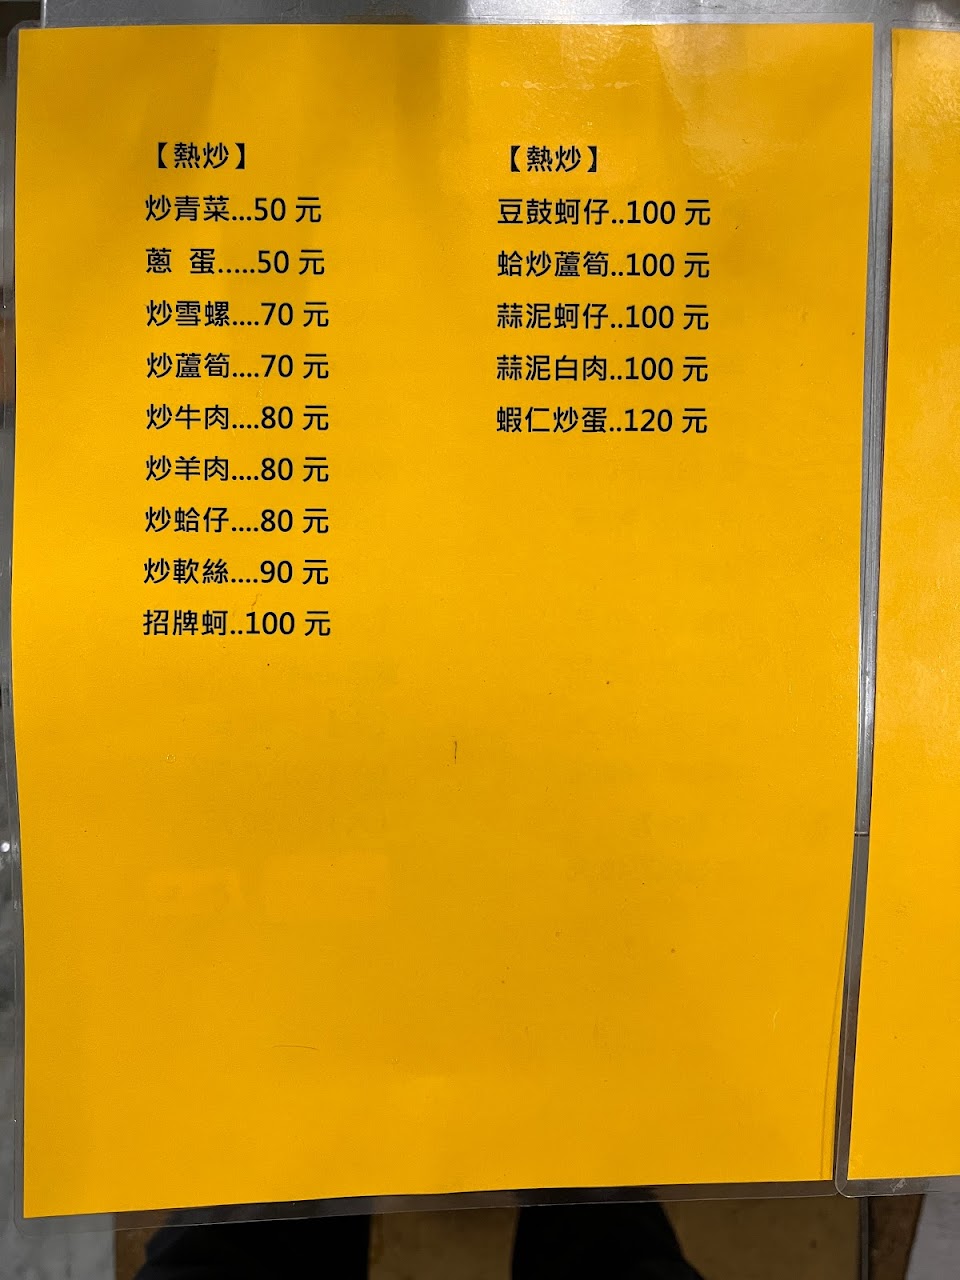 【熱炒】
炒青菜...50 元
蔥 蛋.....50 元
炒雪螺....70 元
炒蘆筍....70 元
炒牛肉....80 元
炒羊肉....80 元
炒蛤仔....80 元
炒軟絲....90 元
招牌蚵..100 元
【熱炒】
豆鼓蚵仔..100 元
蛤炒蘆筍..100 元
蒜泥蚵仔..100 元
蒜泥白肉..100 元
蝦仁炒蛋..120 元